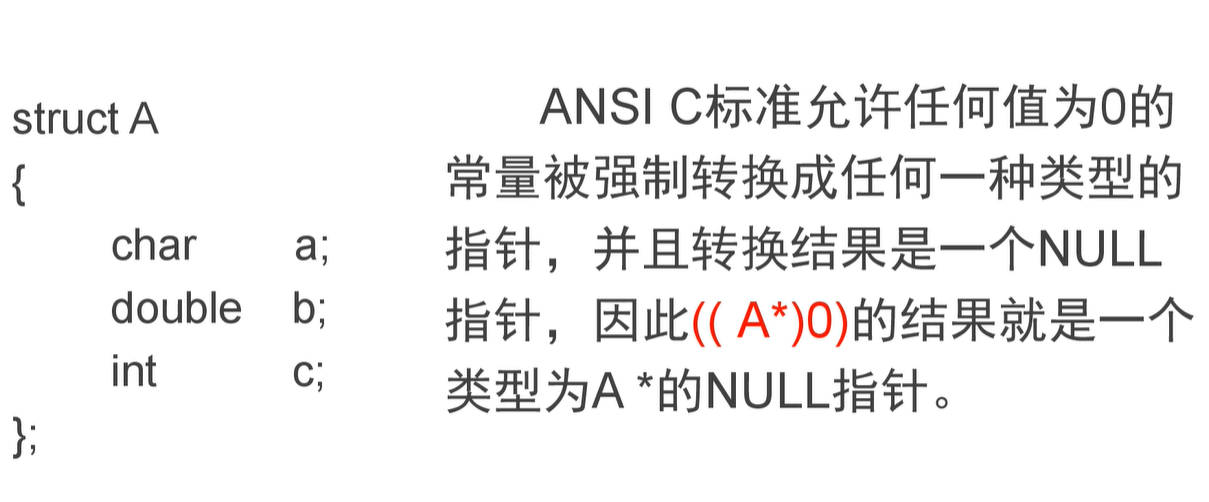 struct A
{
char a;
double b;
int c;
};
ANSI C标准允许任何值为0的
常量被强制转换成任何一种类型的
指针，并且转换结果是一个NULL
指针，因此(( A*)0)的结果就是一个
类型为A *的NULL指针。